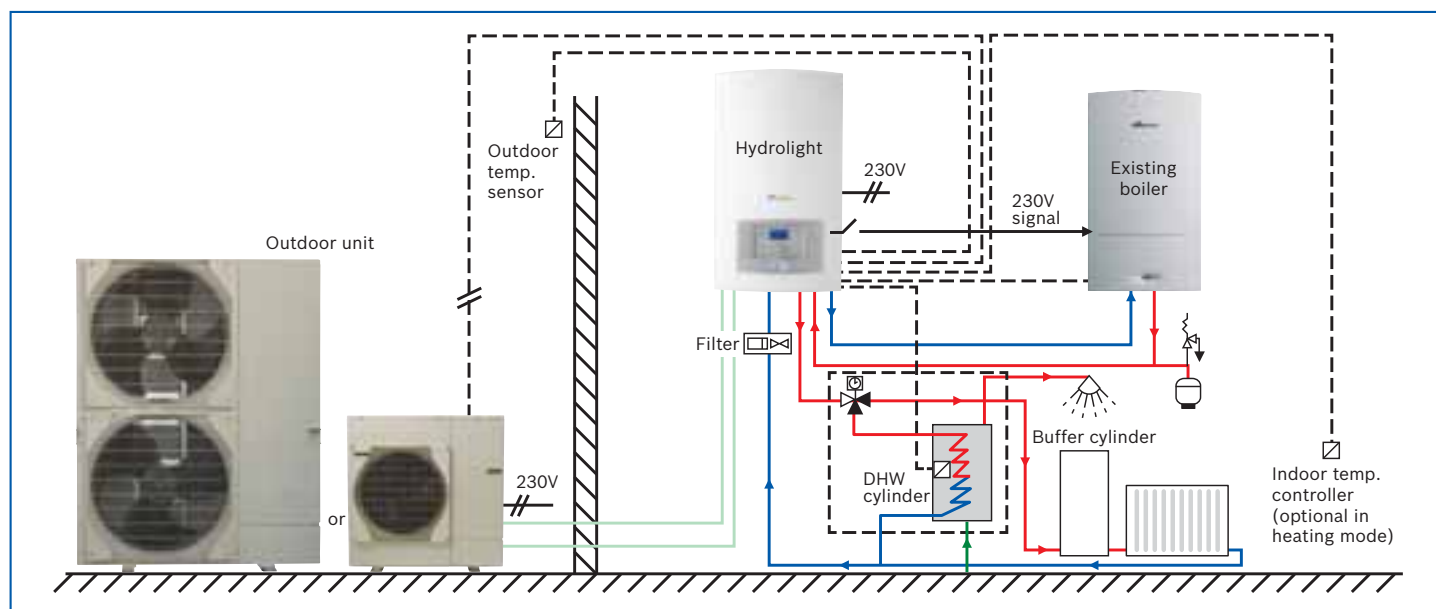 Outdoor
temp.
sensor
Hydrolight
230V
Existing
boiler
230V
signal
Outdoor unit
Filter
Buffer cylinder
DHW
cylinder
230V
or
Indoor temp.
controller
(optional in
heating mode)